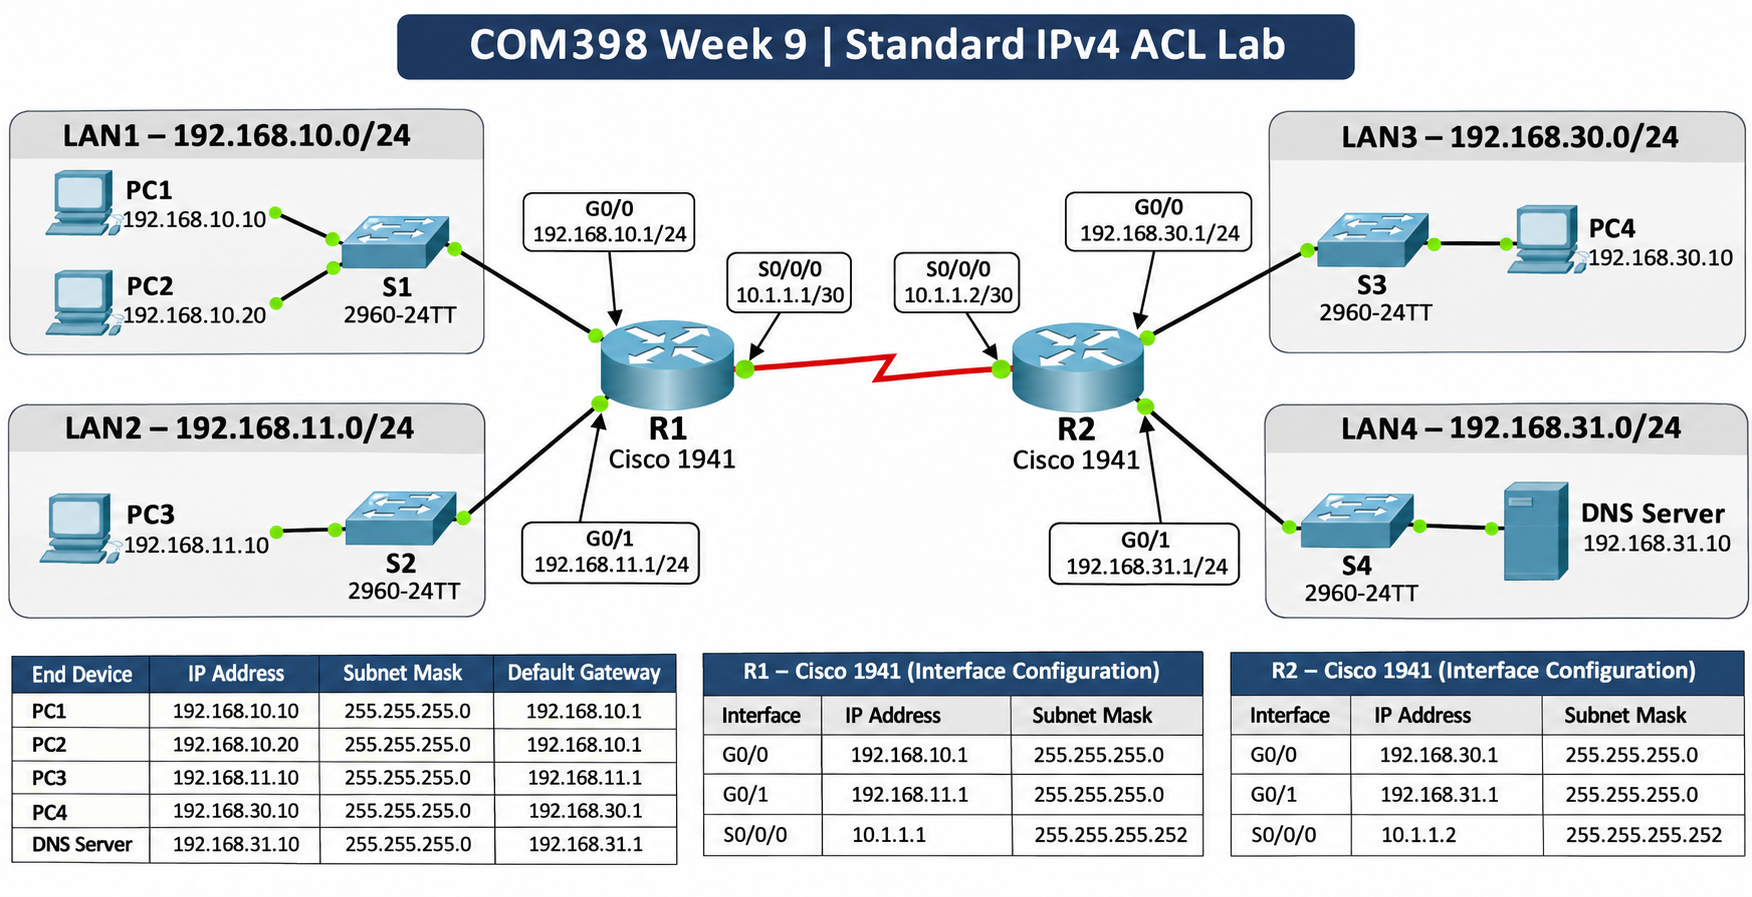 COM398 Week 9 | Standard IPv4 ACL Lab
LAN1 – 192.168.10.0/24
PC1
192.168.10.10
PC2
192.168.10.20
S1
2960-24TT
LAN2 – 192.168.11.0/24
PC3
192.168.11.10
S2
2960-24TT
G0/0
192.168.10.1/24
S0/0/0
10.1.1.1/30
R1
Cisco 1941
G0/1
192.168.11.1/24
S0/0/0
10.1.1.2/30
G0/0
192.168.30.1/24
R2
Cisco 1941
G0/1
192.168.31.1/24
LAN3 – 192.168.30.0/24
S3
2960-24TT
PC4
192.168.30.10
LAN4 – 192.168.31.0/24
S4
2960-24TT
DNS Server
192.168.31.10
End Device IP Address Subnet Mask Default Gateway
PC1 192.168.10.10 255.255.255.0 192.168.10.1
PC2 192.168.10.20 255.255.255.0 192.168.10.1
PC3 192.168.11.10 255.255.255.0 192.168.11.1
PC4 192.168.30.10 255.255.255.0 192.168.30.1
DNS Server 192.168.31.10 255.255.255.0 192.168.31.1
R1 – Cisco 1941 (Interface Configuration)
Interface IP Address Subnet Mask
G0/0 192.168.10.1 255.255.255.0
G0/1 192.168.11.1 255.255.255.0
S0/0/0 10.1.1.1 255.255.255.252
R2 – Cisco 1941 (Interface Configuration)
Interface IP Address Subnet Mask
G0/0 192.168.30.1 255.255.255.0
G0/1 192.168.31.1 255.255.255.0
S0/0/0 10.1.1.2 255.255.255.252